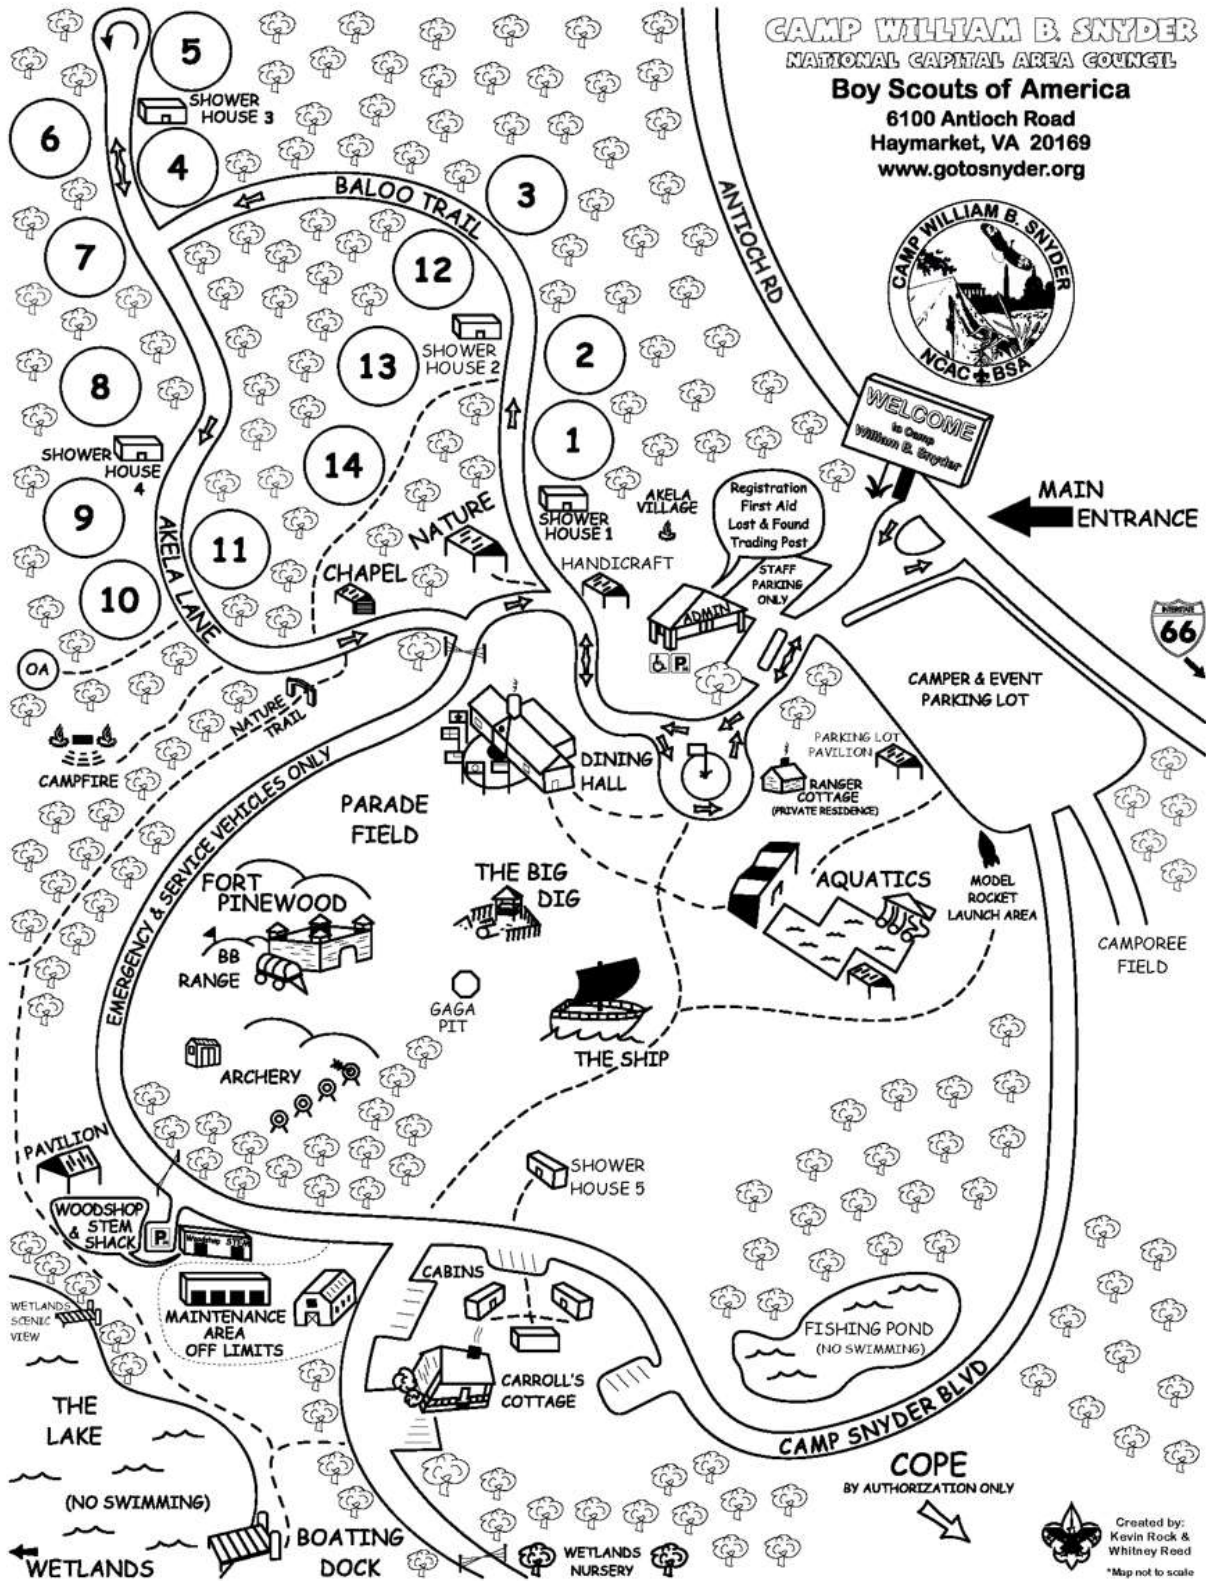 CAMP WILLIAM B. SNYDER
NATIONAL CAPITAL AREA COUNCIL
Boy Scouts of America
6100 Antioch Road
Haymarket, VA 20169
www.gotosnyder.org
CAMP WILLIAM B. SNYDER
NCAC BSA
5
SHOWER
HOUSE 3
6
4
3
BALOO TRAIL
ANTIOCH RD
7
12
SHOWER
HOUSE 2
2
13
8
WELCOME
to Camp
William B. Snyder
1
14
SHOWER
HOUSE
4
9
Registration
First Aid
Lost & Found
Trading Post
MAIN
ENTRANCE
AKELA
VILLAGE
SHOWER
HOUSE 1
NATURE
11
AKELA LANE
HANDICRAFT
STAFF
PARKING
ONLY
CHAPEL
10
ADMIN
P
INTERSTATE
66
OA
CAMPER & EVENT
PARKING LOT
NATURE
TRAIL
CAMPFIRE
DINING
HALL
PARKING LOT
PAVILION
RANGER
COTTAGE
(PRIVATE RESIDENCE)
EMERGENCY & SERVICE VEHICLES ONLY
PARADE
FIELD
FORT
PINEWOOD
THE BIG
DIG
AQUATICS
MODEL
ROCKET
LAUNCH AREA
BB
RANGE
CAMPOREE
FIELD
GAGA
PIT
THE SHIP
ARCHERY
PAVILION
SHOWER
HOUSE 5
WOODSHOP
& STEM
SHACK
P
Woodshop STEM
CABINS
WETLANDS
SCENIC
VIEW
MAINTENANCE
AREA
OFF LIMITS
FISHING POND
(NO SWIMMING)
CARROLL'S
COTTAGE
THE
LAKE
CAMP SNYDER BLVD
COPE
BY AUTHORIZATION ONLY
(NO SWIMMING)
BOATING
DOCK
WETLANDS
WETLANDS
NURSERY
Created by:
Kevin Rock &
Whitney Reed
*Map not to scale